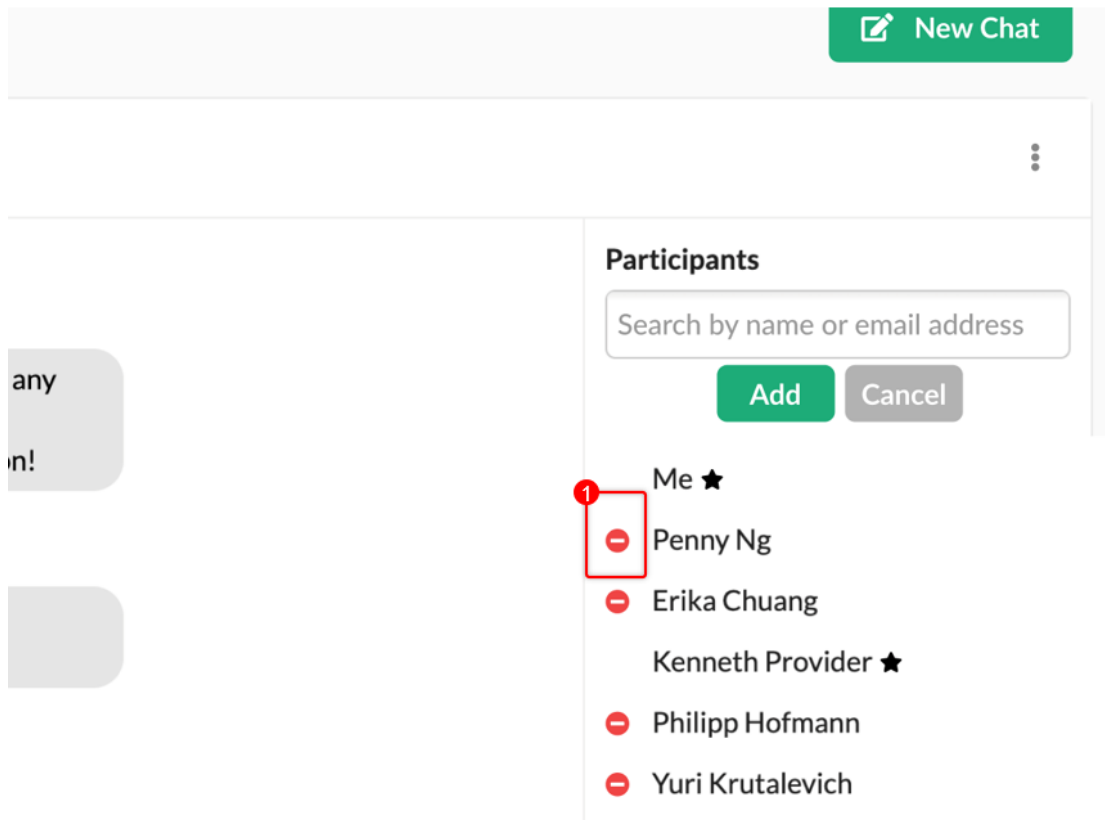 New Chat
Participants
Search by name or email address
any
Add Cancel
n!
Me
1
Penny Ng
Erika Chuang
Kenneth Provider
Philipp Hofmann
Yuri Krutalevich